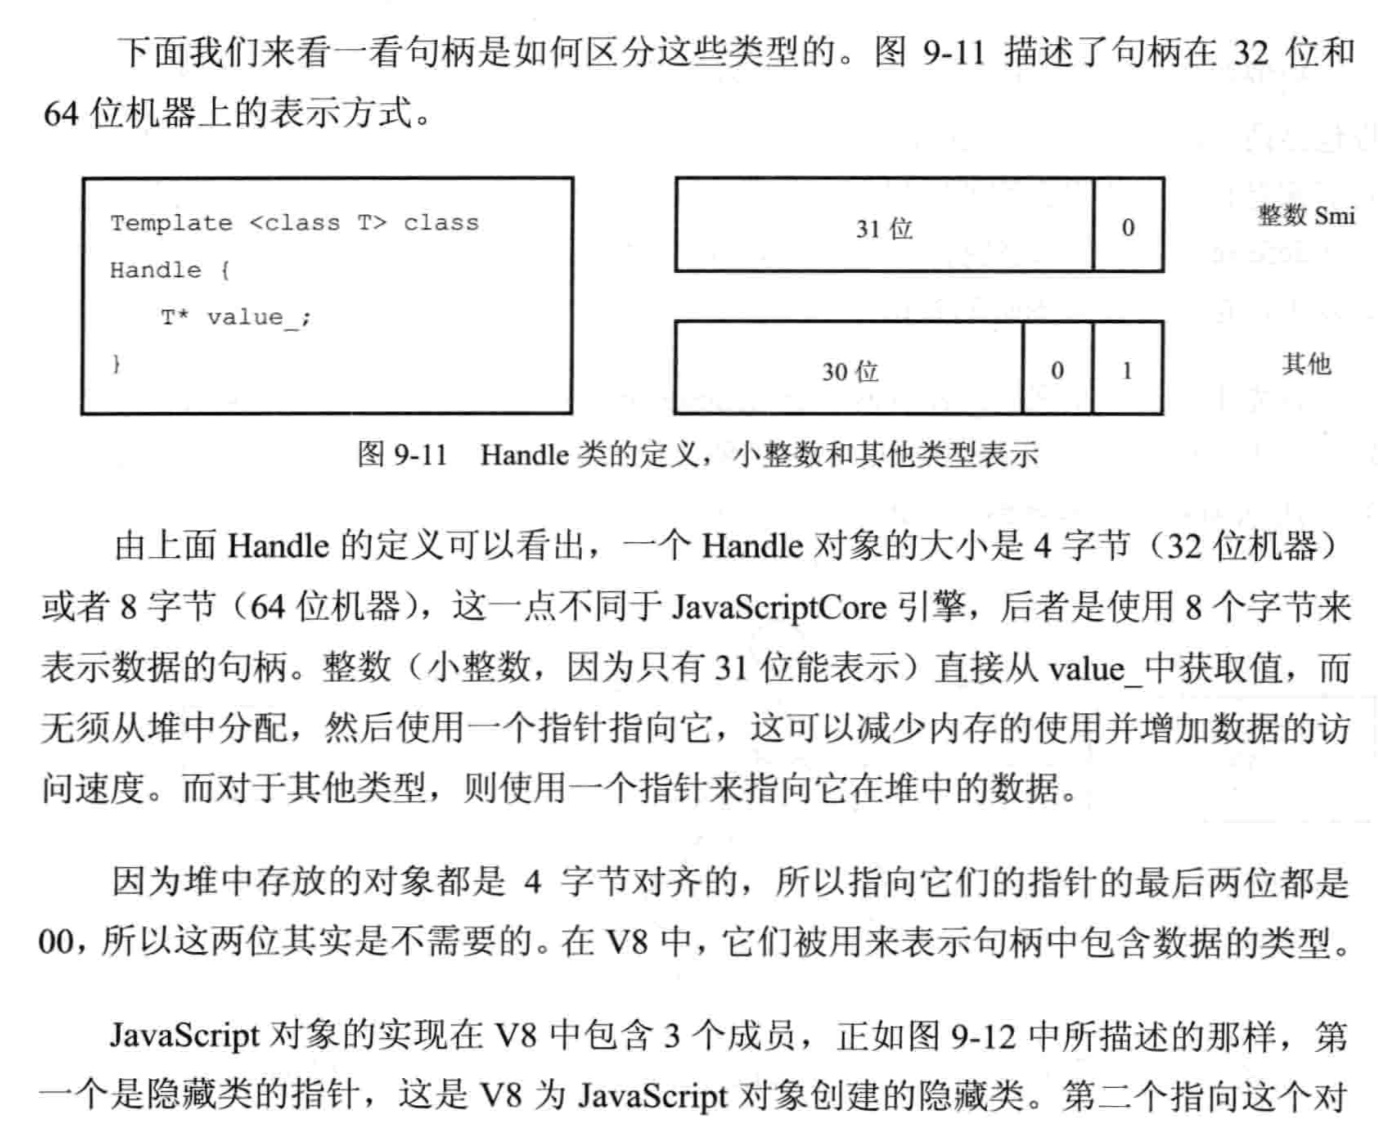 下面我们来看一看句柄是如何区分这些类型的。图 9-11 描述了句柄在 32 位和
64 位机器上的表示方式。
Template <class T> class
Handle {
T* value_;
}
31 位 0 整数 Smi
30 位 0 1 其他
图 9-11 Handle 类的定义，小整数和其他类型表示
由上面 Handle 的定义可以看出，一个 Handle 对象的大小是 4 字节（32 位机器）
或者 8 字节（64 位机器），这一点不同于 JavaScriptCore 引擎，后者是使用 8 个字节来
表示数据的句柄。整数（小整数，因为只有 31 位能表示）直接从 value_中获取值，而
无须从堆中分配，然后使用一个指针指向它，这可以减少内存的使用并增加数据的访
问速度。而对于其他类型，则使用一个指针来指向它在堆中的数据。
因为堆中存放的对象都是 4 字节对齐的，所以指向它们的指针的最后两位都是
00，所以这两位其实是不需要的。在 V8 中，它们被用来表示句柄中包含数据的类型。
JavaScript 对象的实现在 V8 中包含 3 个成员，正如图 9-12 中所描述的那样，第
一个是隐藏类的指针，这是 V8 为 JavaScript 对象创建的隐藏类。第二个指向这个对